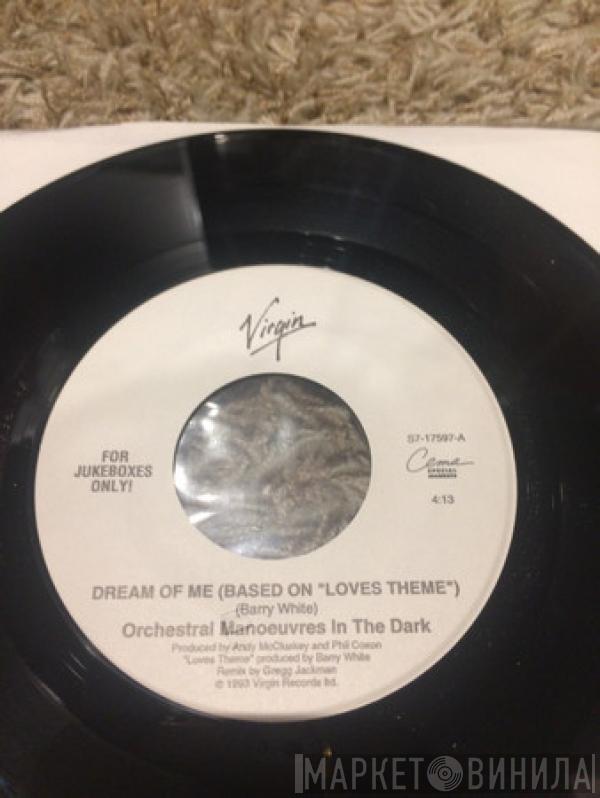 Virgin
S7-17597-A
Cema
SPECIAL
MARKETS
4:13
FOR
JUKEBOXES
ONLY!
DREAM OF ME (BASED ON "LOVES THEME")
(Barry White)
Orchestral Manoeuvres In The Dark
Produced by Andy McCluskey and Phil Coxon
"Loves Theme" produced by Barry White
Remix by Gregg Jackman
© 1993 Virgin Records ltd.
МАРКЕТ ВИНИЛА